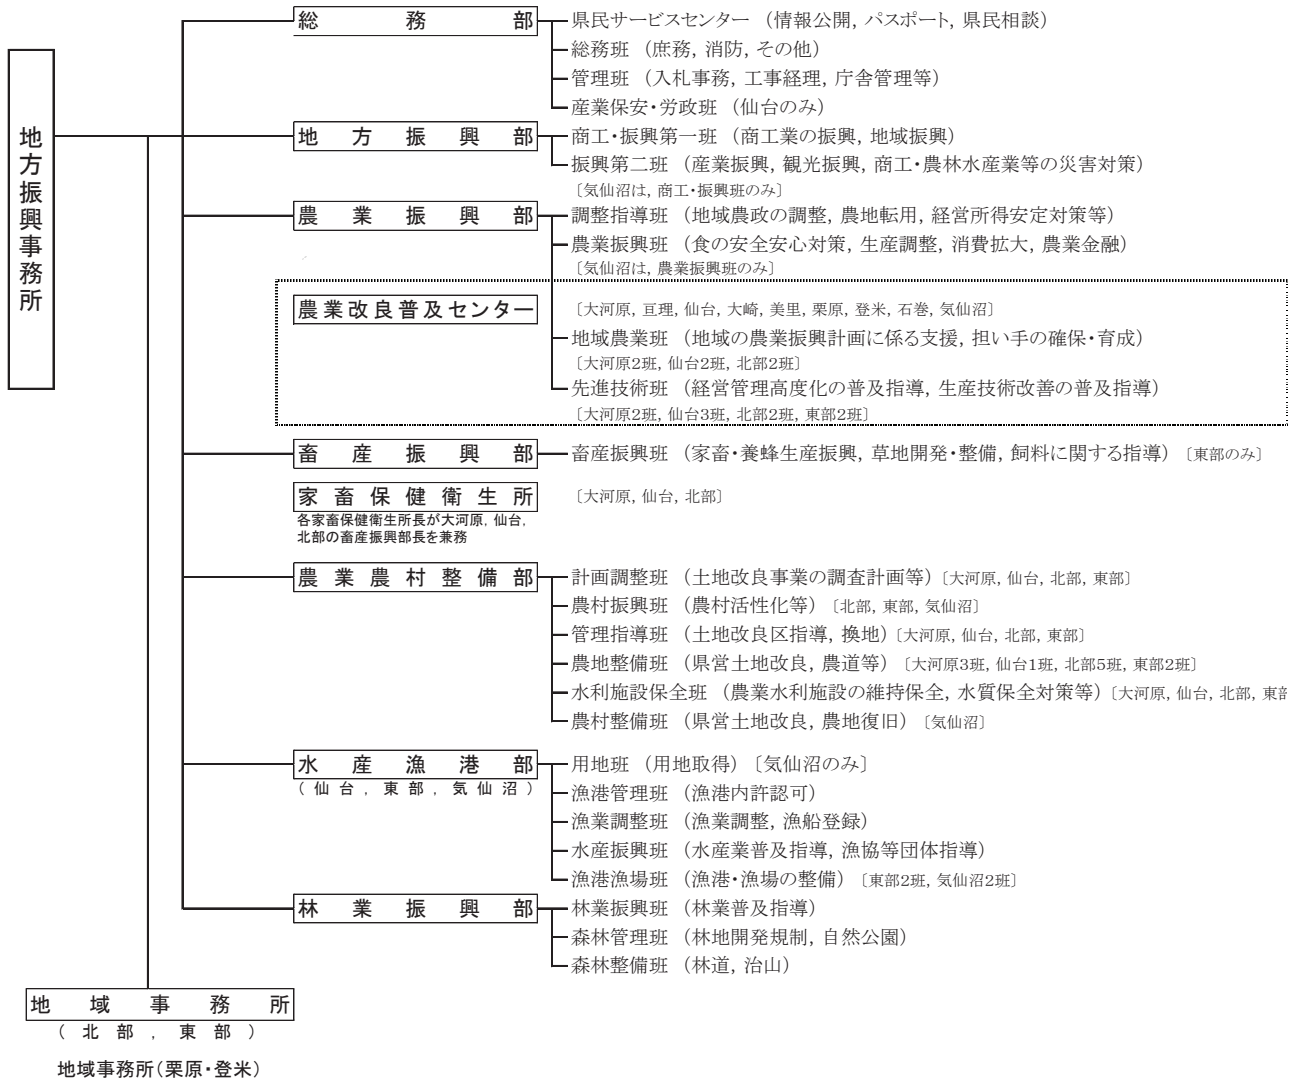 地方振興事務所
総務部
県民サービスセンター （情報公開, パスポート, 県民相談）
総務班 （庶務, 消防, その他）
管理班 （入札事務, 工事経理, 庁舎管理等）
産業保安・労政班 （仙台のみ）
地方振興部
商工・振興第一班 （商工業の振興, 地域振興）
振興第二班 （産業振興, 観光振興, 商工・農林水産業等の災害対策）
〔気仙沼は, 商工・振興班のみ〕
農業振興部
調整指導班 （地域農政の調整, 農地転用, 経営所得安定対策等）
農業振興班 （食の安全安心対策, 生産調整, 消費拡大, 農業金融）
〔気仙沼は, 農業振興班のみ〕
農業改良普及センター
〔大河原, 亘理, 仙台, 大崎, 美里, 栗原, 登米, 石巻, 気仙沼〕
地域農業班 （地域の農業振興計画に係る支援, 担い手の確保・育成）
〔大河原2班, 仙台2班, 北部2班〕
先進技術班 （経営管理高度化の普及指導, 生産技術改善の普及指導）
〔大河原2班, 仙台3班, 北部2班, 東部2班〕
畜産振興部
畜産振興班 （家畜・養蜂生産振興, 草地開発・整備, 飼料に関する指導） 〔東部のみ〕
家畜保健衛生所
〔大河原, 仙台, 北部〕
各家畜保健衛生所長が大河原, 仙台,
北部の畜産振興部長を兼務
農業農村整備部
計画調整班 （土地改良事業の調査計画等）〔大河原, 仙台, 北部, 東部〕
農村振興班 （農村活性化等） 〔北部, 東部, 気仙沼〕
管理指導班 （土地改良区指導, 換地）〔大河原, 仙台, 北部, 東部〕
農地整備班 （県営土地改良, 農道等） 〔大河原3班, 仙台1班, 北部5班, 東部2班〕
水利施設保全班 （農業水利施設の維持保全, 水質保全対策等）〔大河原, 仙台, 北部, 東
農村整備班 （県営土地改良, 農地復旧） 〔気仙沼〕
水産漁港部
（仙台, 東部, 気仙沼）
用地班 （用地取得） 〔気仙沼のみ〕
漁港管理班 （漁港内許認可）
漁業調整班 （漁業調整, 漁船登録）
水産振興班 （水産業普及指導, 漁協等団体指導）
漁港漁場班 （漁港・漁場の整備） 〔東部2班, 気仙沼2班〕
林業振興部
林業振興班 （林業普及指導）
森林管理班 （林地開発規制, 自然公園）
森林整備班 （林道, 治山）
地域事務所
（北部, 東部）
地域事務所（栗原・登米）